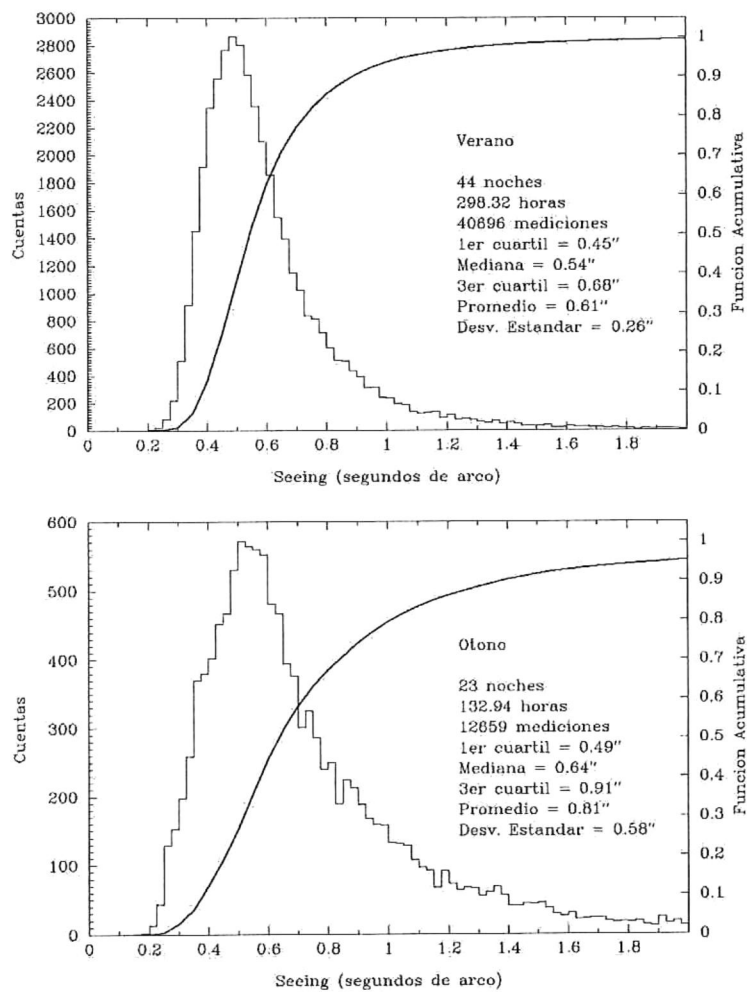 3000
2800
2600
2400
2200
2000
1800
1600
1400
1200
1000
800
600
400
200
0
Cuentas
1
0.9
0.8
0.7
0.6
0.5
0.4
0.3
0.2
0.1
0
Funcion Acumulativa
Verano
44 noches
298.32 horas
40696 mediciones
1er cuartil = 0.45"
Mediana = 0.54"
3er cuartil = 0.68"
Promedio = 0.61"
Desv. Estandar = 0.26"
0 0.2 0.4 0.6 0.8 1 1.2 1.4 1.6 1.8
Seeing (segundos de arco)
600
500
400
300
200
100
0
Cuentas
1
0.9
0.8
0.7
0.6
0.5
0.4
0.3
0.2
0.1
0
Funcion Acumulativa
Otono
23 noches
132.94 horas
12659 mediciones
1er cuartil = 0.49"
Mediana = 0.64"
3er cuartil = 0.91"
Promedio = 0.81"
Desv. Estandar = 0.58"
0 0.2 0.4 0.6 0.8 1 1.2 1.4 1.6 1.8
Seeing (segundos de arco)